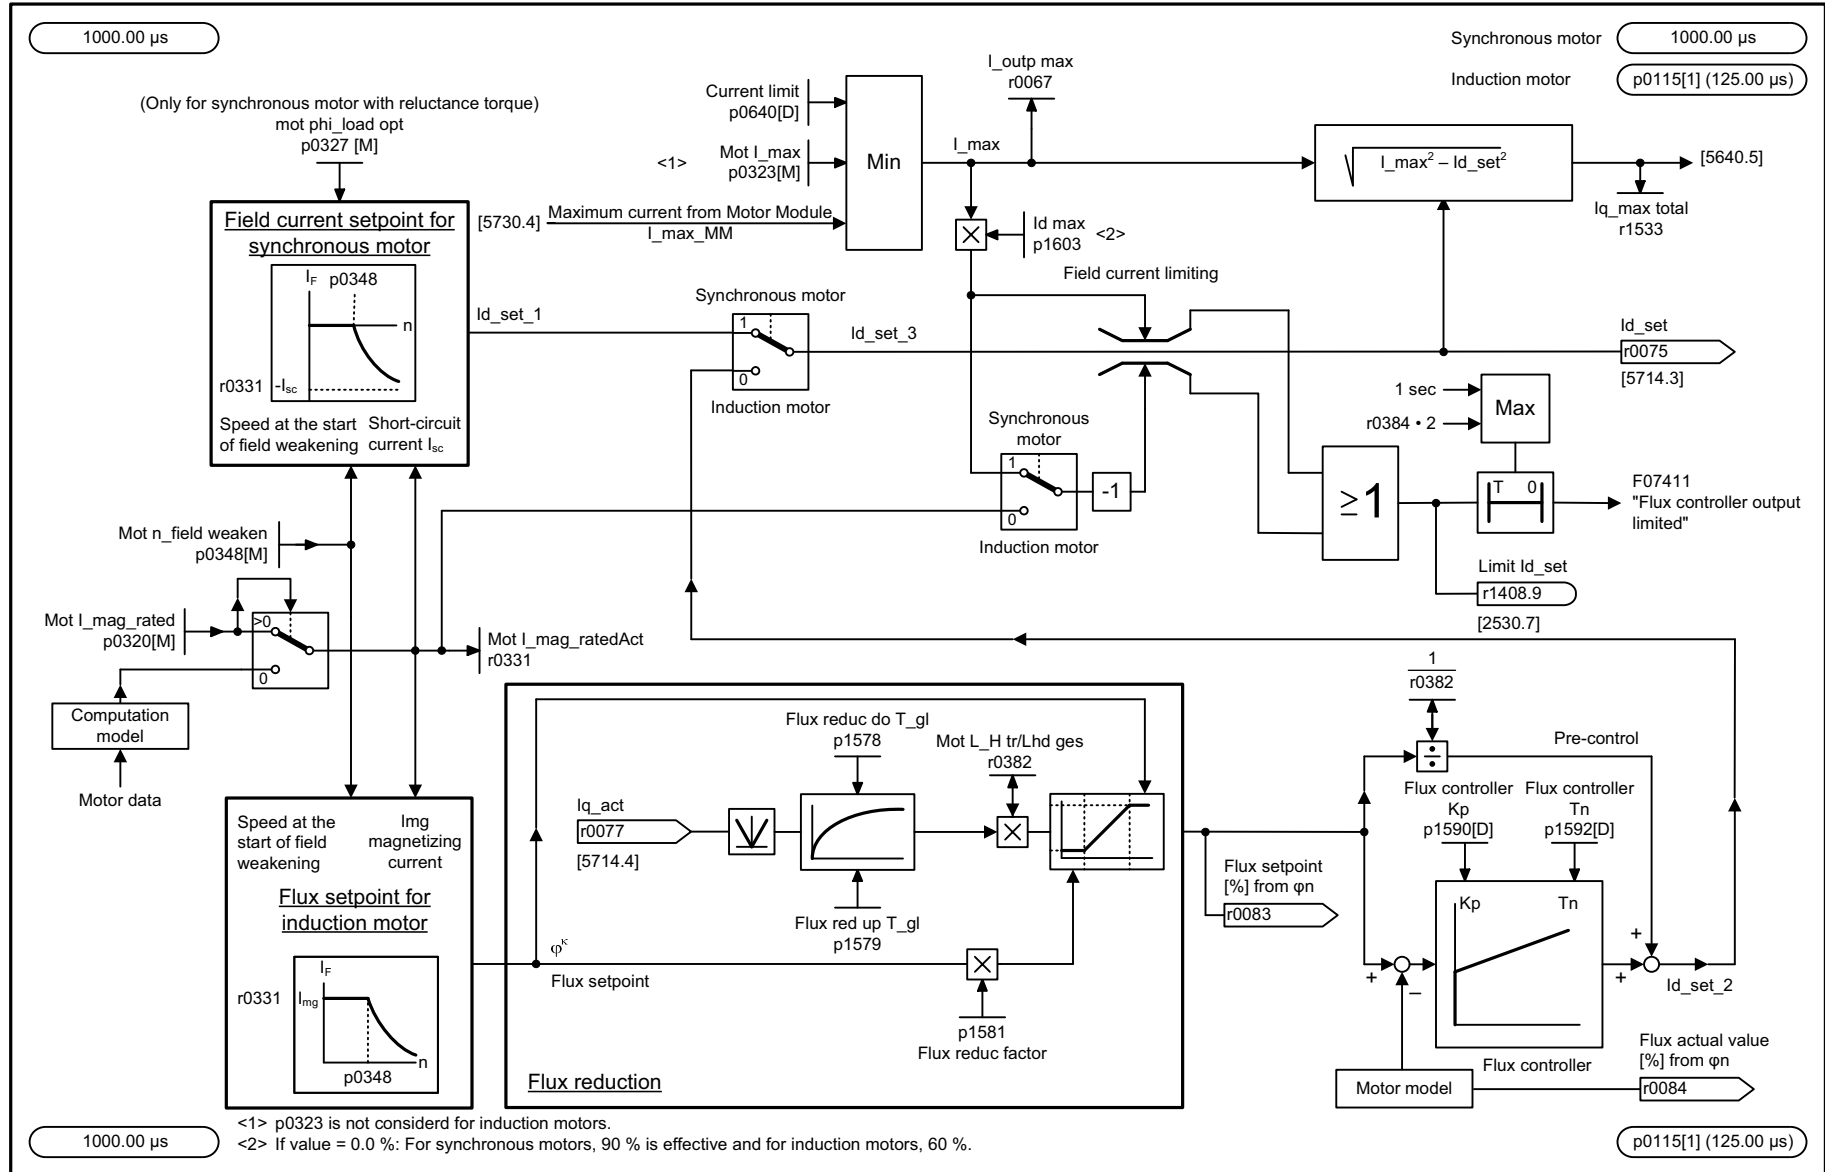 1000.00 µs
Synchronous motor
1000.00 µs
Induction motor
p0115[1] (125.00 µs)
(Only for synchronous motor with reluctance torque)
mot phi_load opt
p0327 [M]
Current limit
p0640[D]
<1>
Mot I_max
p0323[M]
[5730.4]
Maximum current from Motor Module
I_max_MM
Min
I_outp max
r0067
I_max
√ I_max² – Id_set²
[5640.5]
Iq_max total
r1533
Id max
p1603
<2>
Field current setpoint for
synchronous motor
I_F
p0348
n
r0331
-I_sc
Speed at the start
of field weakening
Short-circuit
current I_sc
Id_set_1
Synchronous motor
1
0
Induction motor
Id_set_3
Field current limiting
Id_set
r0075
[5714.3]
Synchronous
motor
1
0
Induction motor
-1
≥1
1 sec
r0384 • 2
Max
T
0
F07411
"Flux controller output
limited"
Limit Id_set
r1408.9
[2530.7]
Mot n_field weaken
p0348[M]
Mot I_mag_rated
p0320[M]
>0
0
Mot I_mag_ratedAct
r0331
Computation
model
Motor data
Speed at the
start of field
weakening
Img
magnetizing
current
Flux setpoint for
induction motor
I_F
r0331
I_mg
n
p0348
Flux reduc do T_gl
p1578
Mot L_H tr/Lhd ges
r0382
Iq_act
r0077
[5714.4]
Flux red up T_gl
p1579
φ^κ
Flux setpoint
p1581
Flux reduc factor
Flux reduction
1
r0382
÷
Pre-control
Flux controller
Kp
p1590[D]
Flux controller
Tn
p1592[D]
Flux setpoint
[%] from φn
r0083
Kp
Tn
+
–
+
+
Id_set_2
Flux controller
Motor model
Flux actual value
[%] from φn
r0084
<1> p0323 is not considerd for induction motors.
<2> If value = 0.0 %: For synchronous motors, 90 % is effective and for induction motors, 60 %.
1000.00 µs
p0115[1] (125.00 µs)